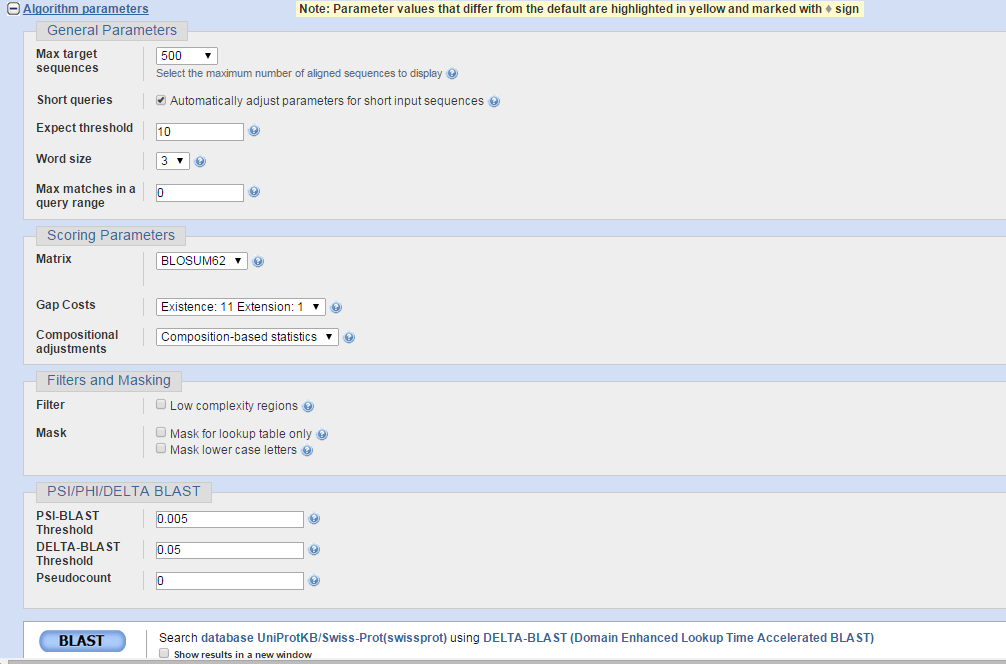 Algorithm parameters
Note: Parameter values that differ from the default are highlighted in yellow and marked with ♦ sign
General Parameters
Max target
sequences
500
Select the maximum number of aligned sequences to display
Short queries
Automatically adjust parameters for short input sequences
Expect threshold
10
Word size
3
Max matches in a
query range
0
Scoring Parameters
Matrix
BLOSUM62
Gap Costs
Existence: 11 Extension: 1
Compositional
adjustments
Composition-based statistics
Filters and Masking
Filter
Low complexity regions
Mask
Mask for lookup table only
Mask lower case letters
PSI/PHI/DELTA BLAST
PSI-BLAST
Threshold
0.005
DELTA-BLAST
Threshold
0.05
Pseudocount
0
BLAST
Search database UniProtKB/Swiss-Prot(swissprot) using DELTA-BLAST (Domain Enhanced Lookup Time Accelerated BLAST)
Show results in a new window